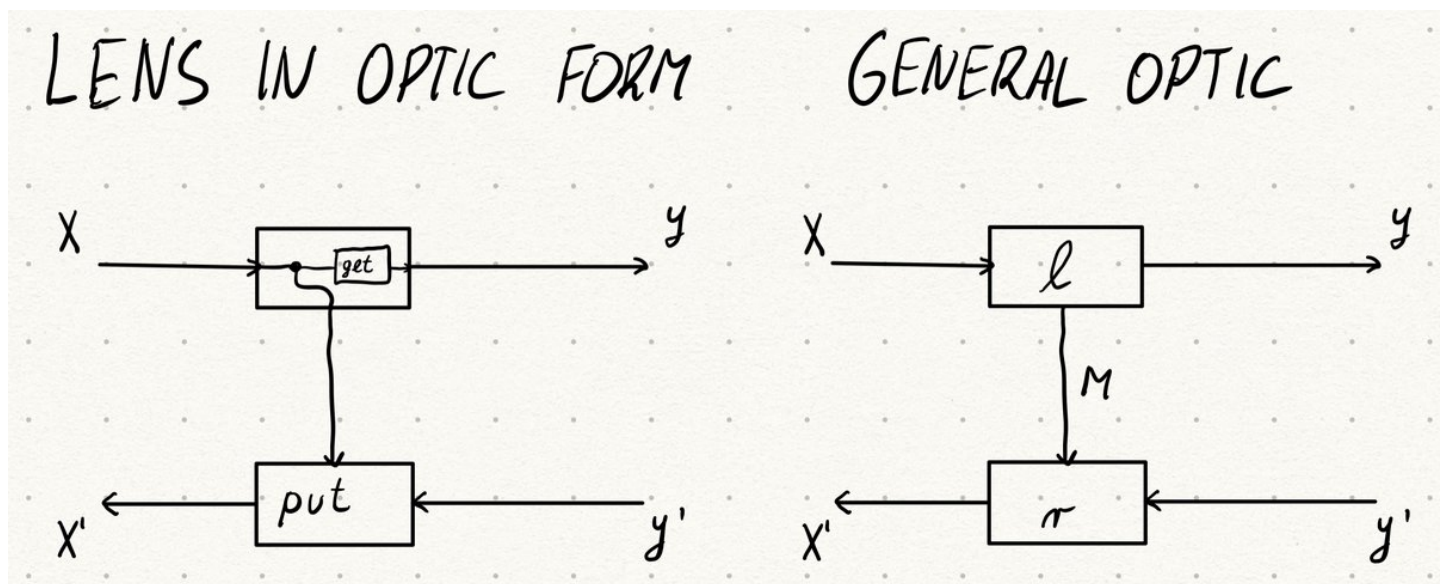 LENS IN OPTIC FORM
GENERAL OPTIC
X
get
y
X
l
y
M
X'
put
y'
X'
r
y'